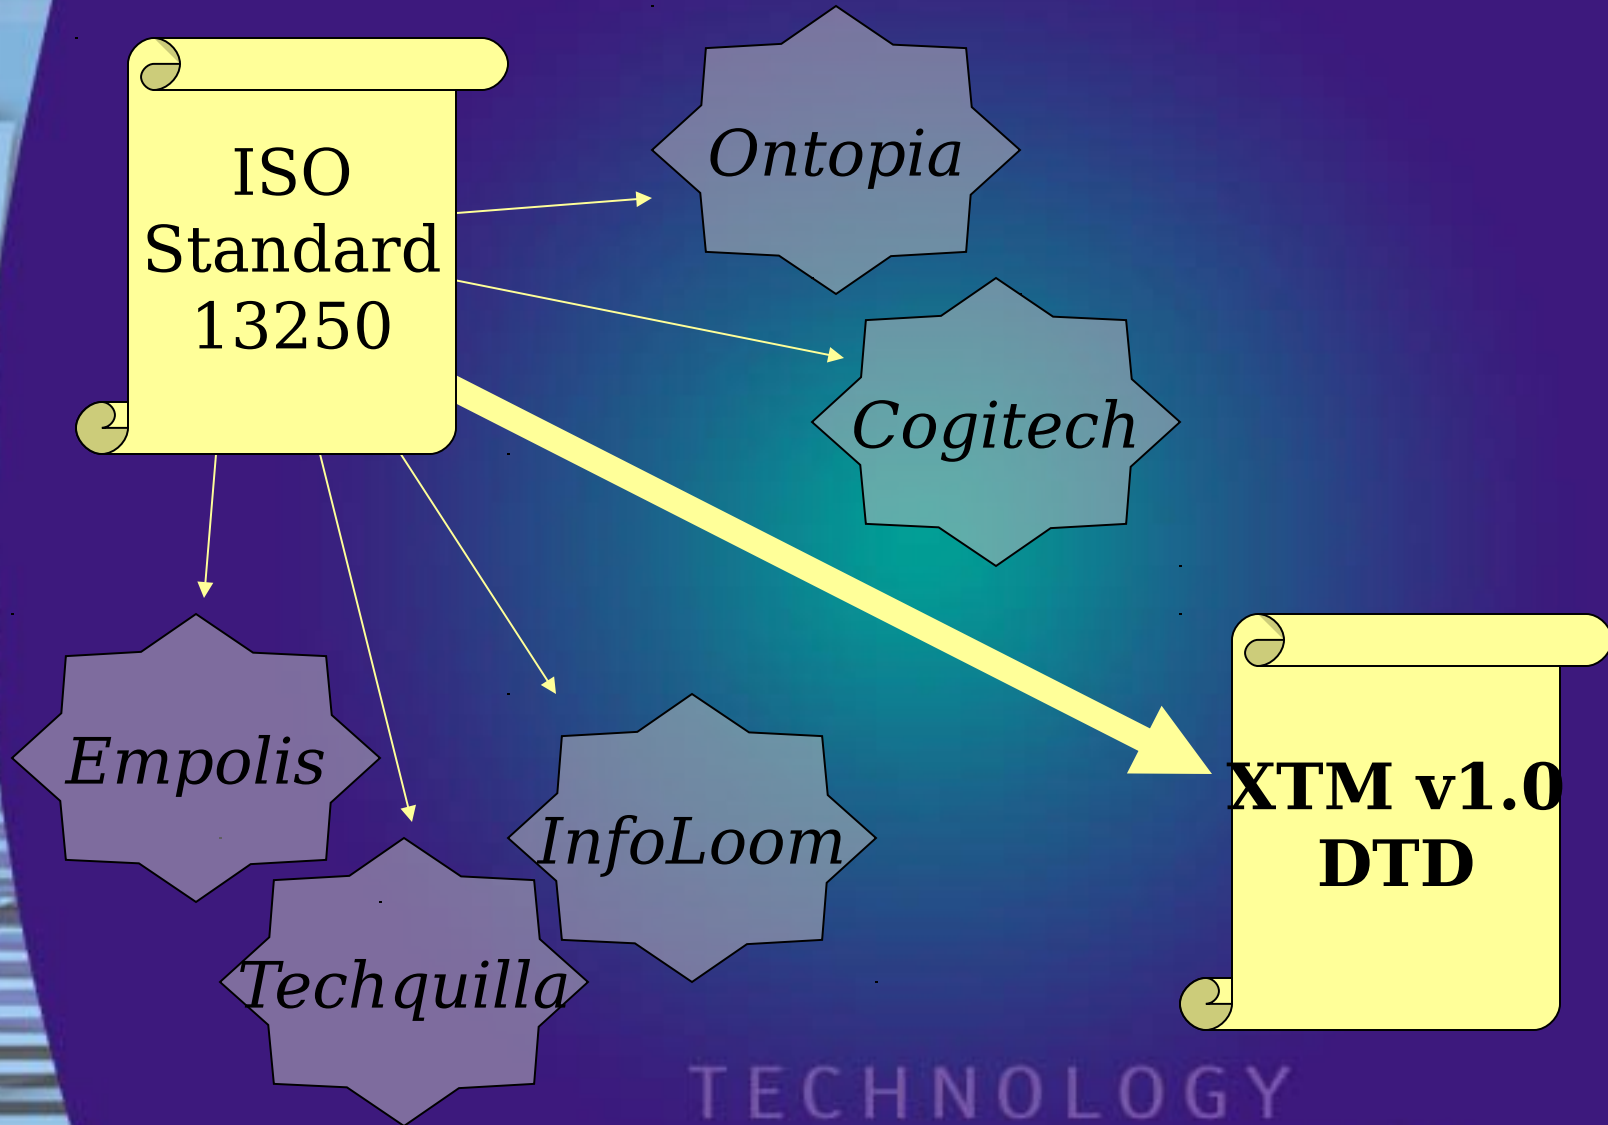 ISO
Standard
13250
Ontopia
Cogitech
Empolis
InfoLoom
Techquilla
XTM v1.0
DTD
TECHNOLOGY